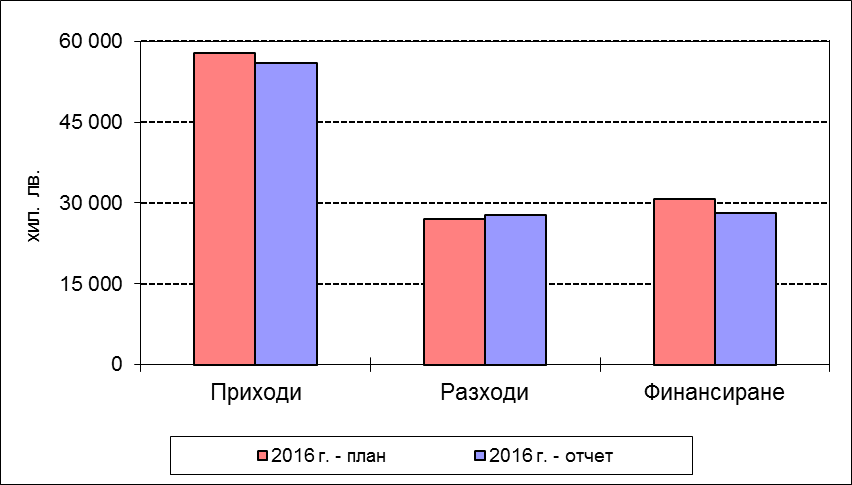 60 000
45 000
30 000
15 000
0
хил. лв.
Приходи Разходи Финансиране
2016 г. - план 2016 г. - отчет